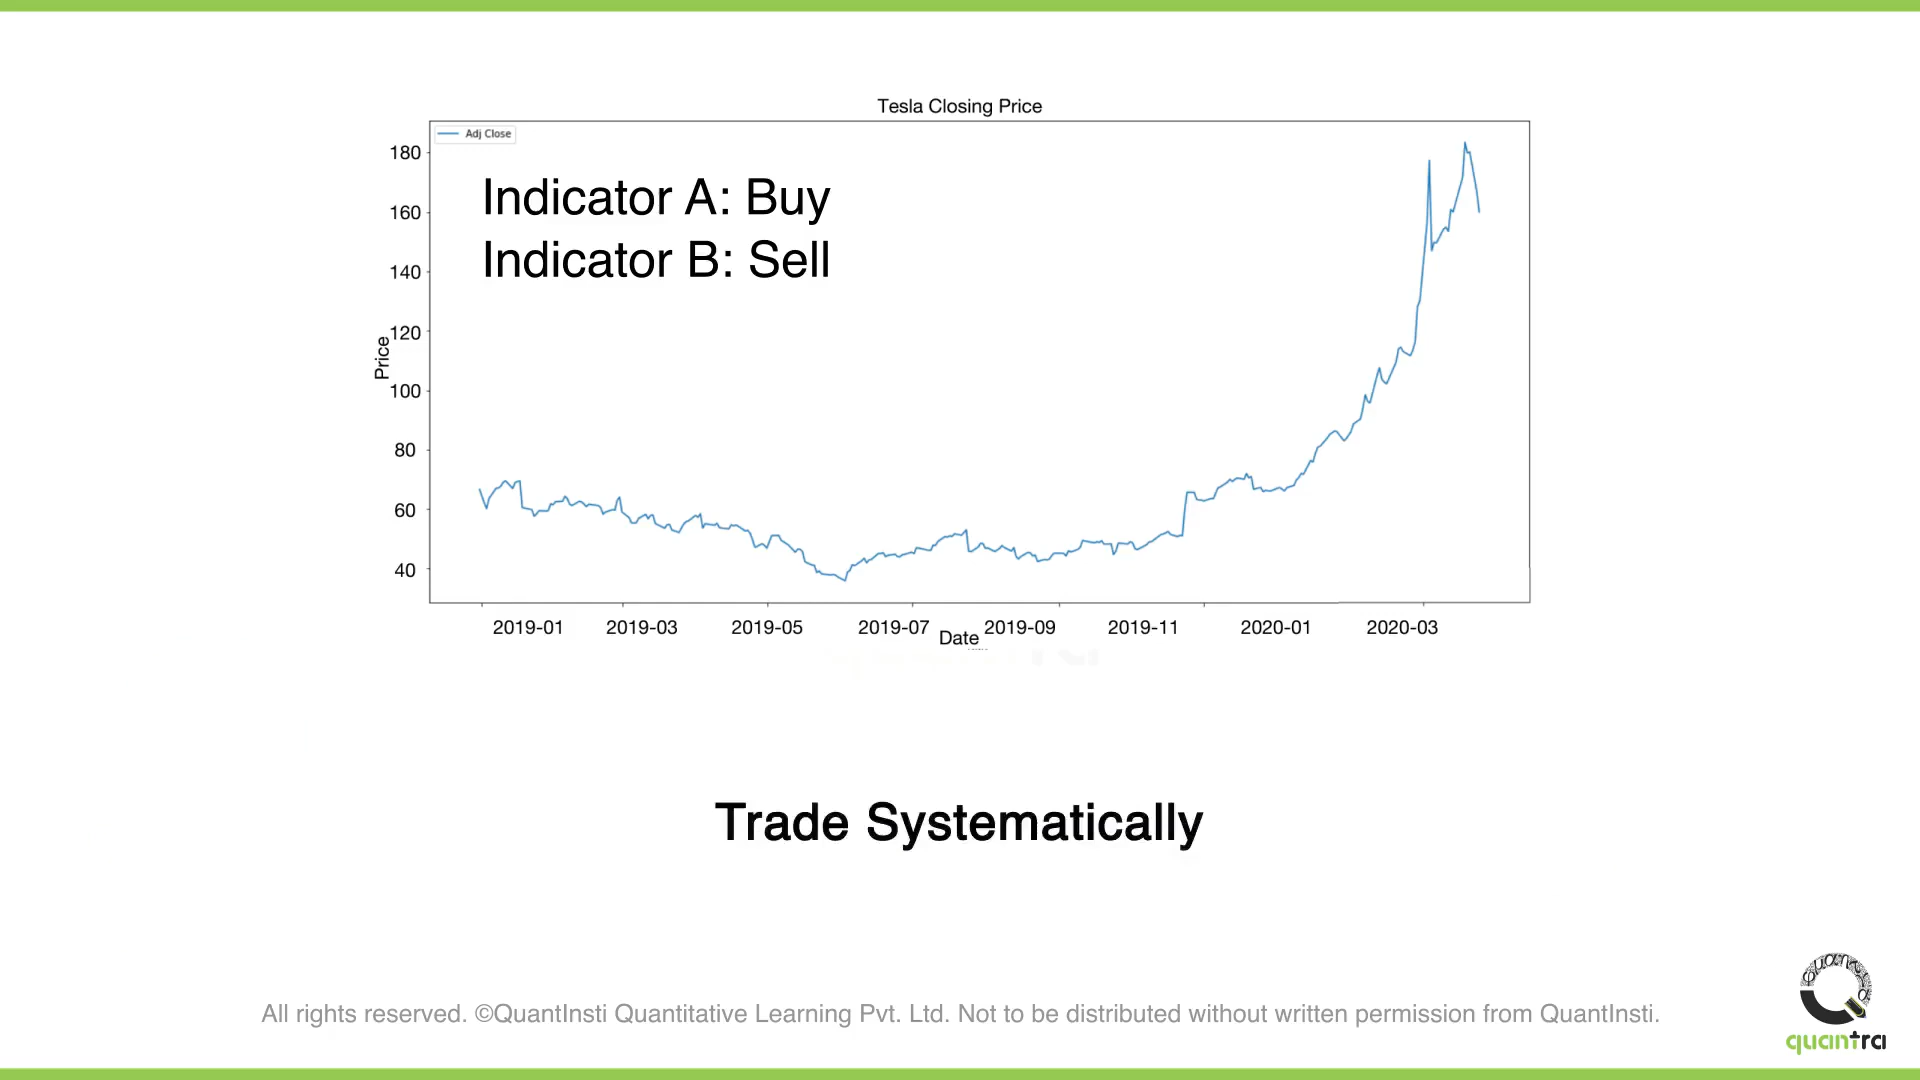 Tesla Closing Price
Adj Close
Indicator A: Buy
Indicator B: Sell
180
160
140
120
100
80
60
40
Price
2019-01 2019-03 2019-05 2019-07 2019-09 2019-11 2020-01 2020-03
Date
Trade Systematically
All rights reserved. ©QuantInsti Quantitative Learning Pvt. Ltd. Not to be distributed without written permission from QuantInsti.
quantra